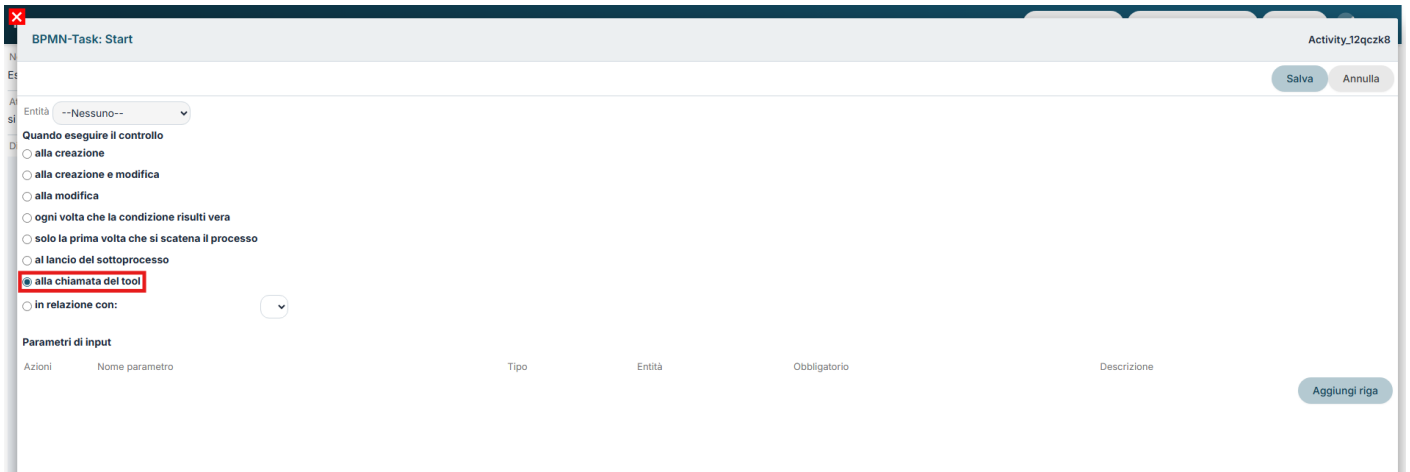 BPMN-Task: Start
Activity_12qczk8
Salva
Annulla
Entità
--Nessuno--
Quando eseguire il controllo
alla creazione
alla creazione e modifica
alla modifica
ogni volta che la condizione risulti vera
solo la prima volta che si scatena il processo
al lancio del sottoprocesso
alla chiamata del tool
in relazione con:
Parametri di input
Azioni Nome parametro Tipo Entità Obbligatorio Descrizione
Aggiungi riga